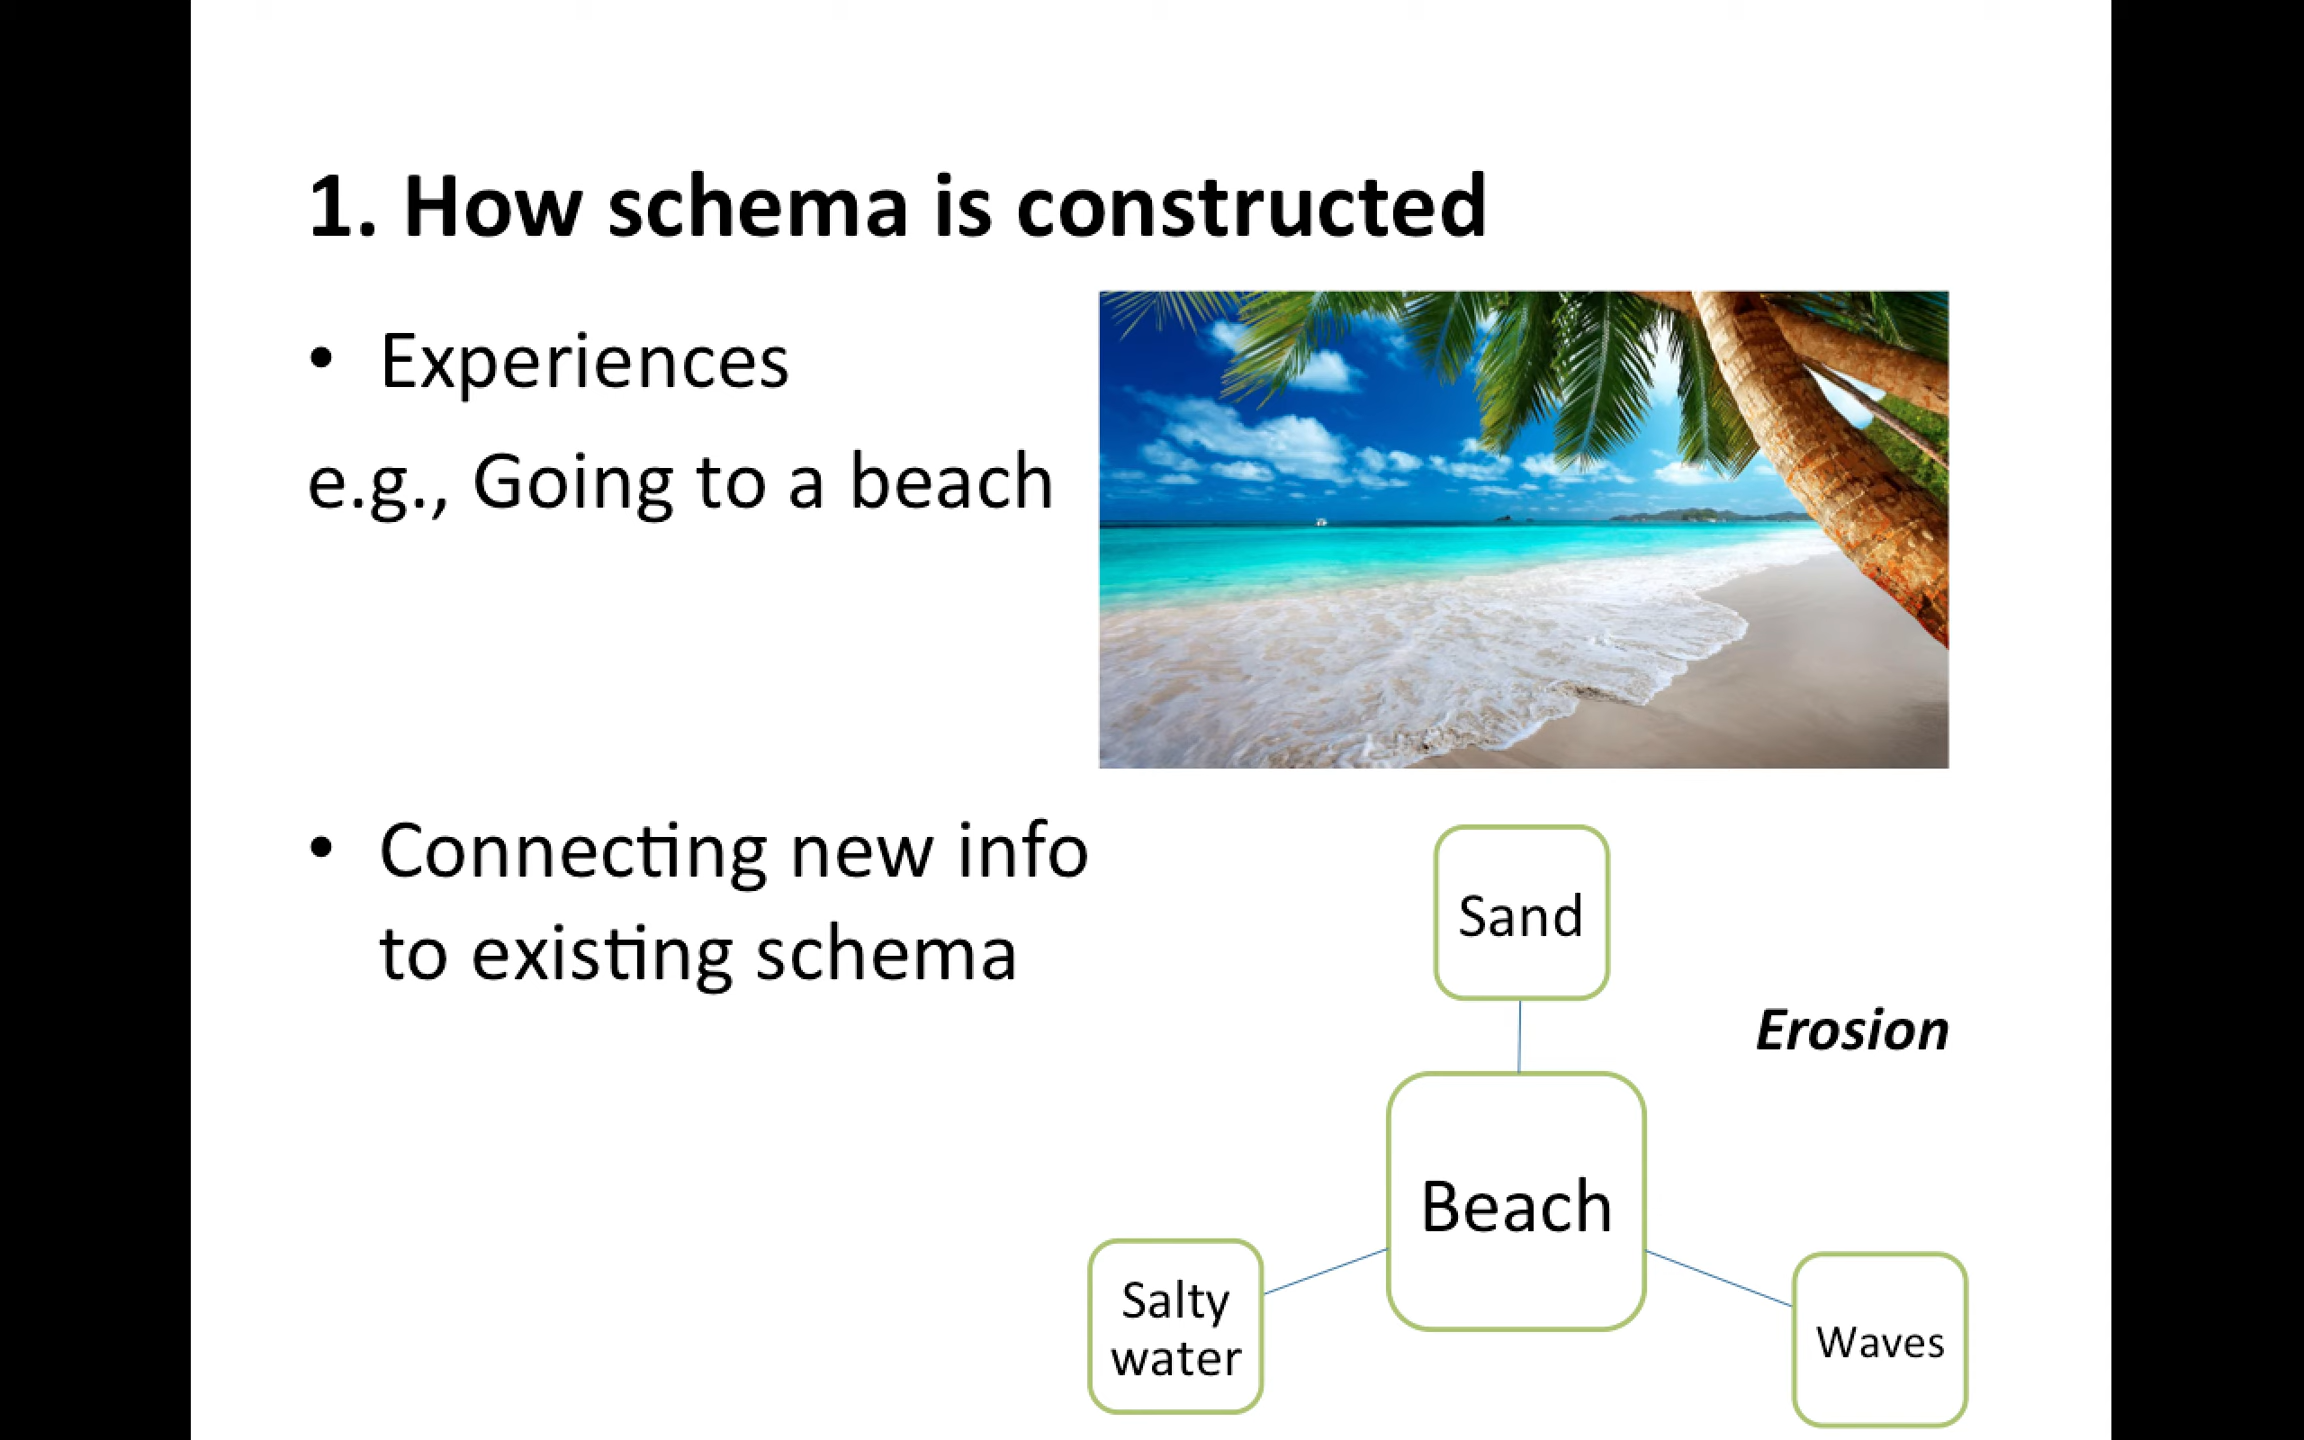 1. How schema is constructed
• Experiences
e.g., Going to a beach
• Connecting new info
to existing schema
Sand
Erosion
Beach
Salty
water
Waves